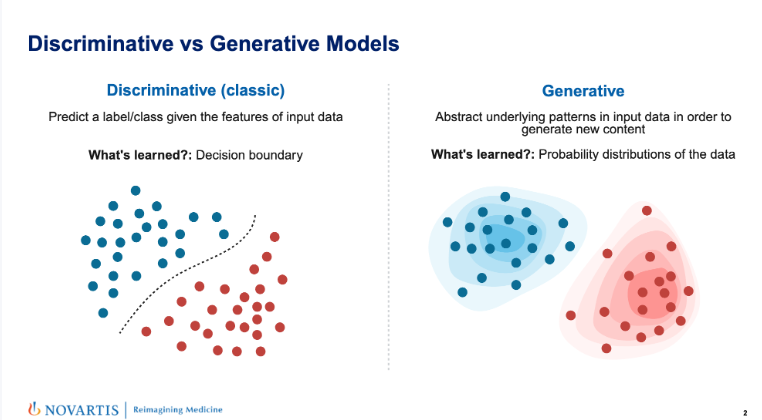 Discriminative vs Generative Models
Discriminative (classic)
Predict a label/class given the features of input data
What's learned?: Decision boundary
Generative
Abstract underlying patterns in input data in order to
generate new content
What's learned?: Probability distributions of the data
NOVARTIS | Reimagining Medicine
2